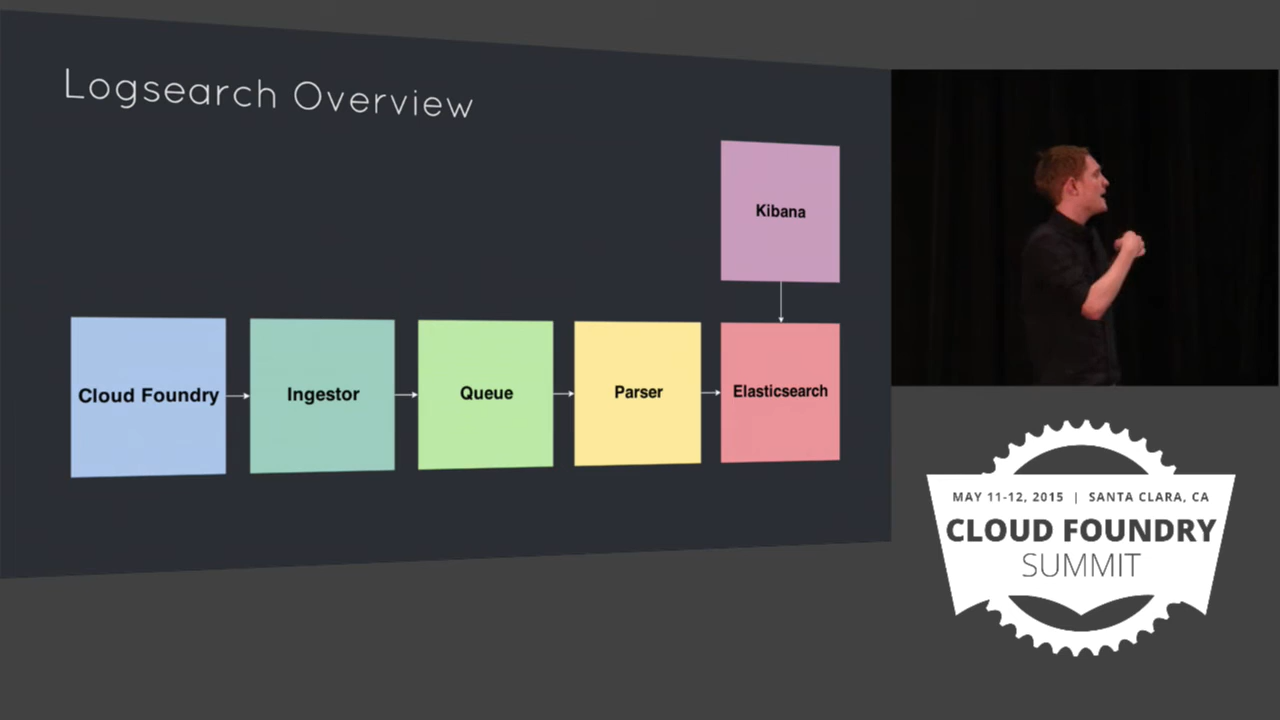 Logsearch Overview
Kibana
Cloud Foundry
Ingestor
Queue
Parser
Elasticsearch
MAY 11-12, 2015 | SANTA CLARA, CA
CLOUD FOUNDRY
SUMMIT